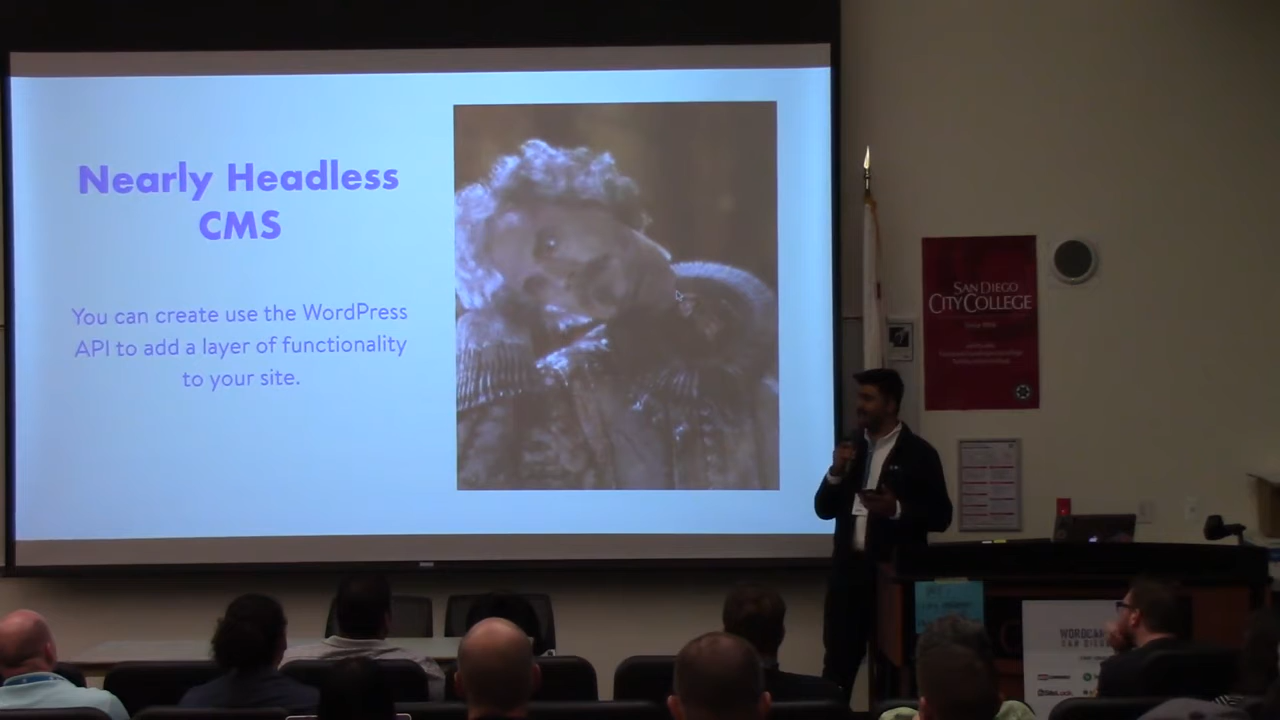 Nearly Headless
CMS
You can create use the WordPress
API to add a layer of functionality
to your site.
SAN DIEGO
CITY COLLEGE
WORDCAMP
SAN DIEGO
SiteLock